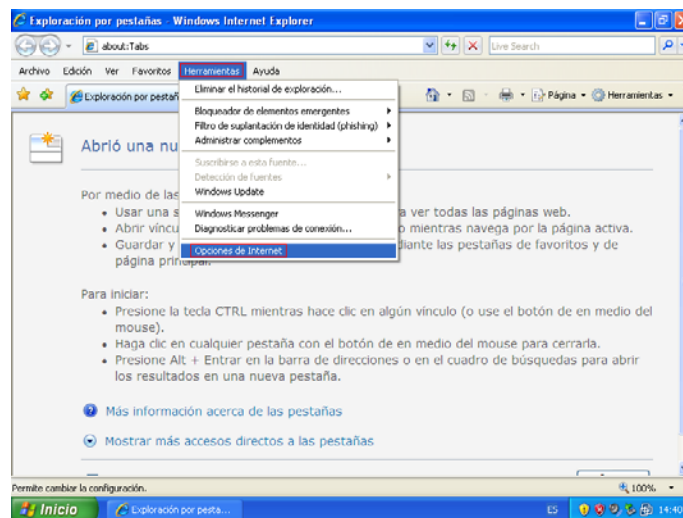 Exploración por pestañas - Windows Internet Explorer
about:Tabs
Live Search
Archivo Edición Ver Favoritos Herramientas Ayuda
Exploración por pestañ
Página Herramientas
Eliminar el historial de exploración...
Bloqueador de elementos emergentes
Filtro de suplantación de identidad (phishing)
Administrar complementos
Suscribirse a esta fuente...
Detección de fuentes
Windows Update
Windows Messenger
Diagnosticar problemas de conexión...
Opciones de Internet
Abrió una nu
Por medio de las
• Usar una s a ver todas las páginas web.
• Abrir víncu o mientras navega por la página activa.
• Guardar y diante las pestañas de favoritos y de
página principal.
Para iniciar:
• Presione la tecla CTRL mientras hace clic en algún vínculo (o use el botón de en medio del
mouse).
• Haga clic en cualquier pestaña con el botón de en medio del mouse para cerrarla.
• Presione Alt + Entrar en la barra de direcciones o en el cuadro de búsquedas para abrir
los resultados en una nueva pestaña.
Más información acerca de las pestañas
Mostrar más accesos directos a las pestañas
Permite cambiar la configuración.
100%
Inicio
Exploración por pesta...
ES
14:40